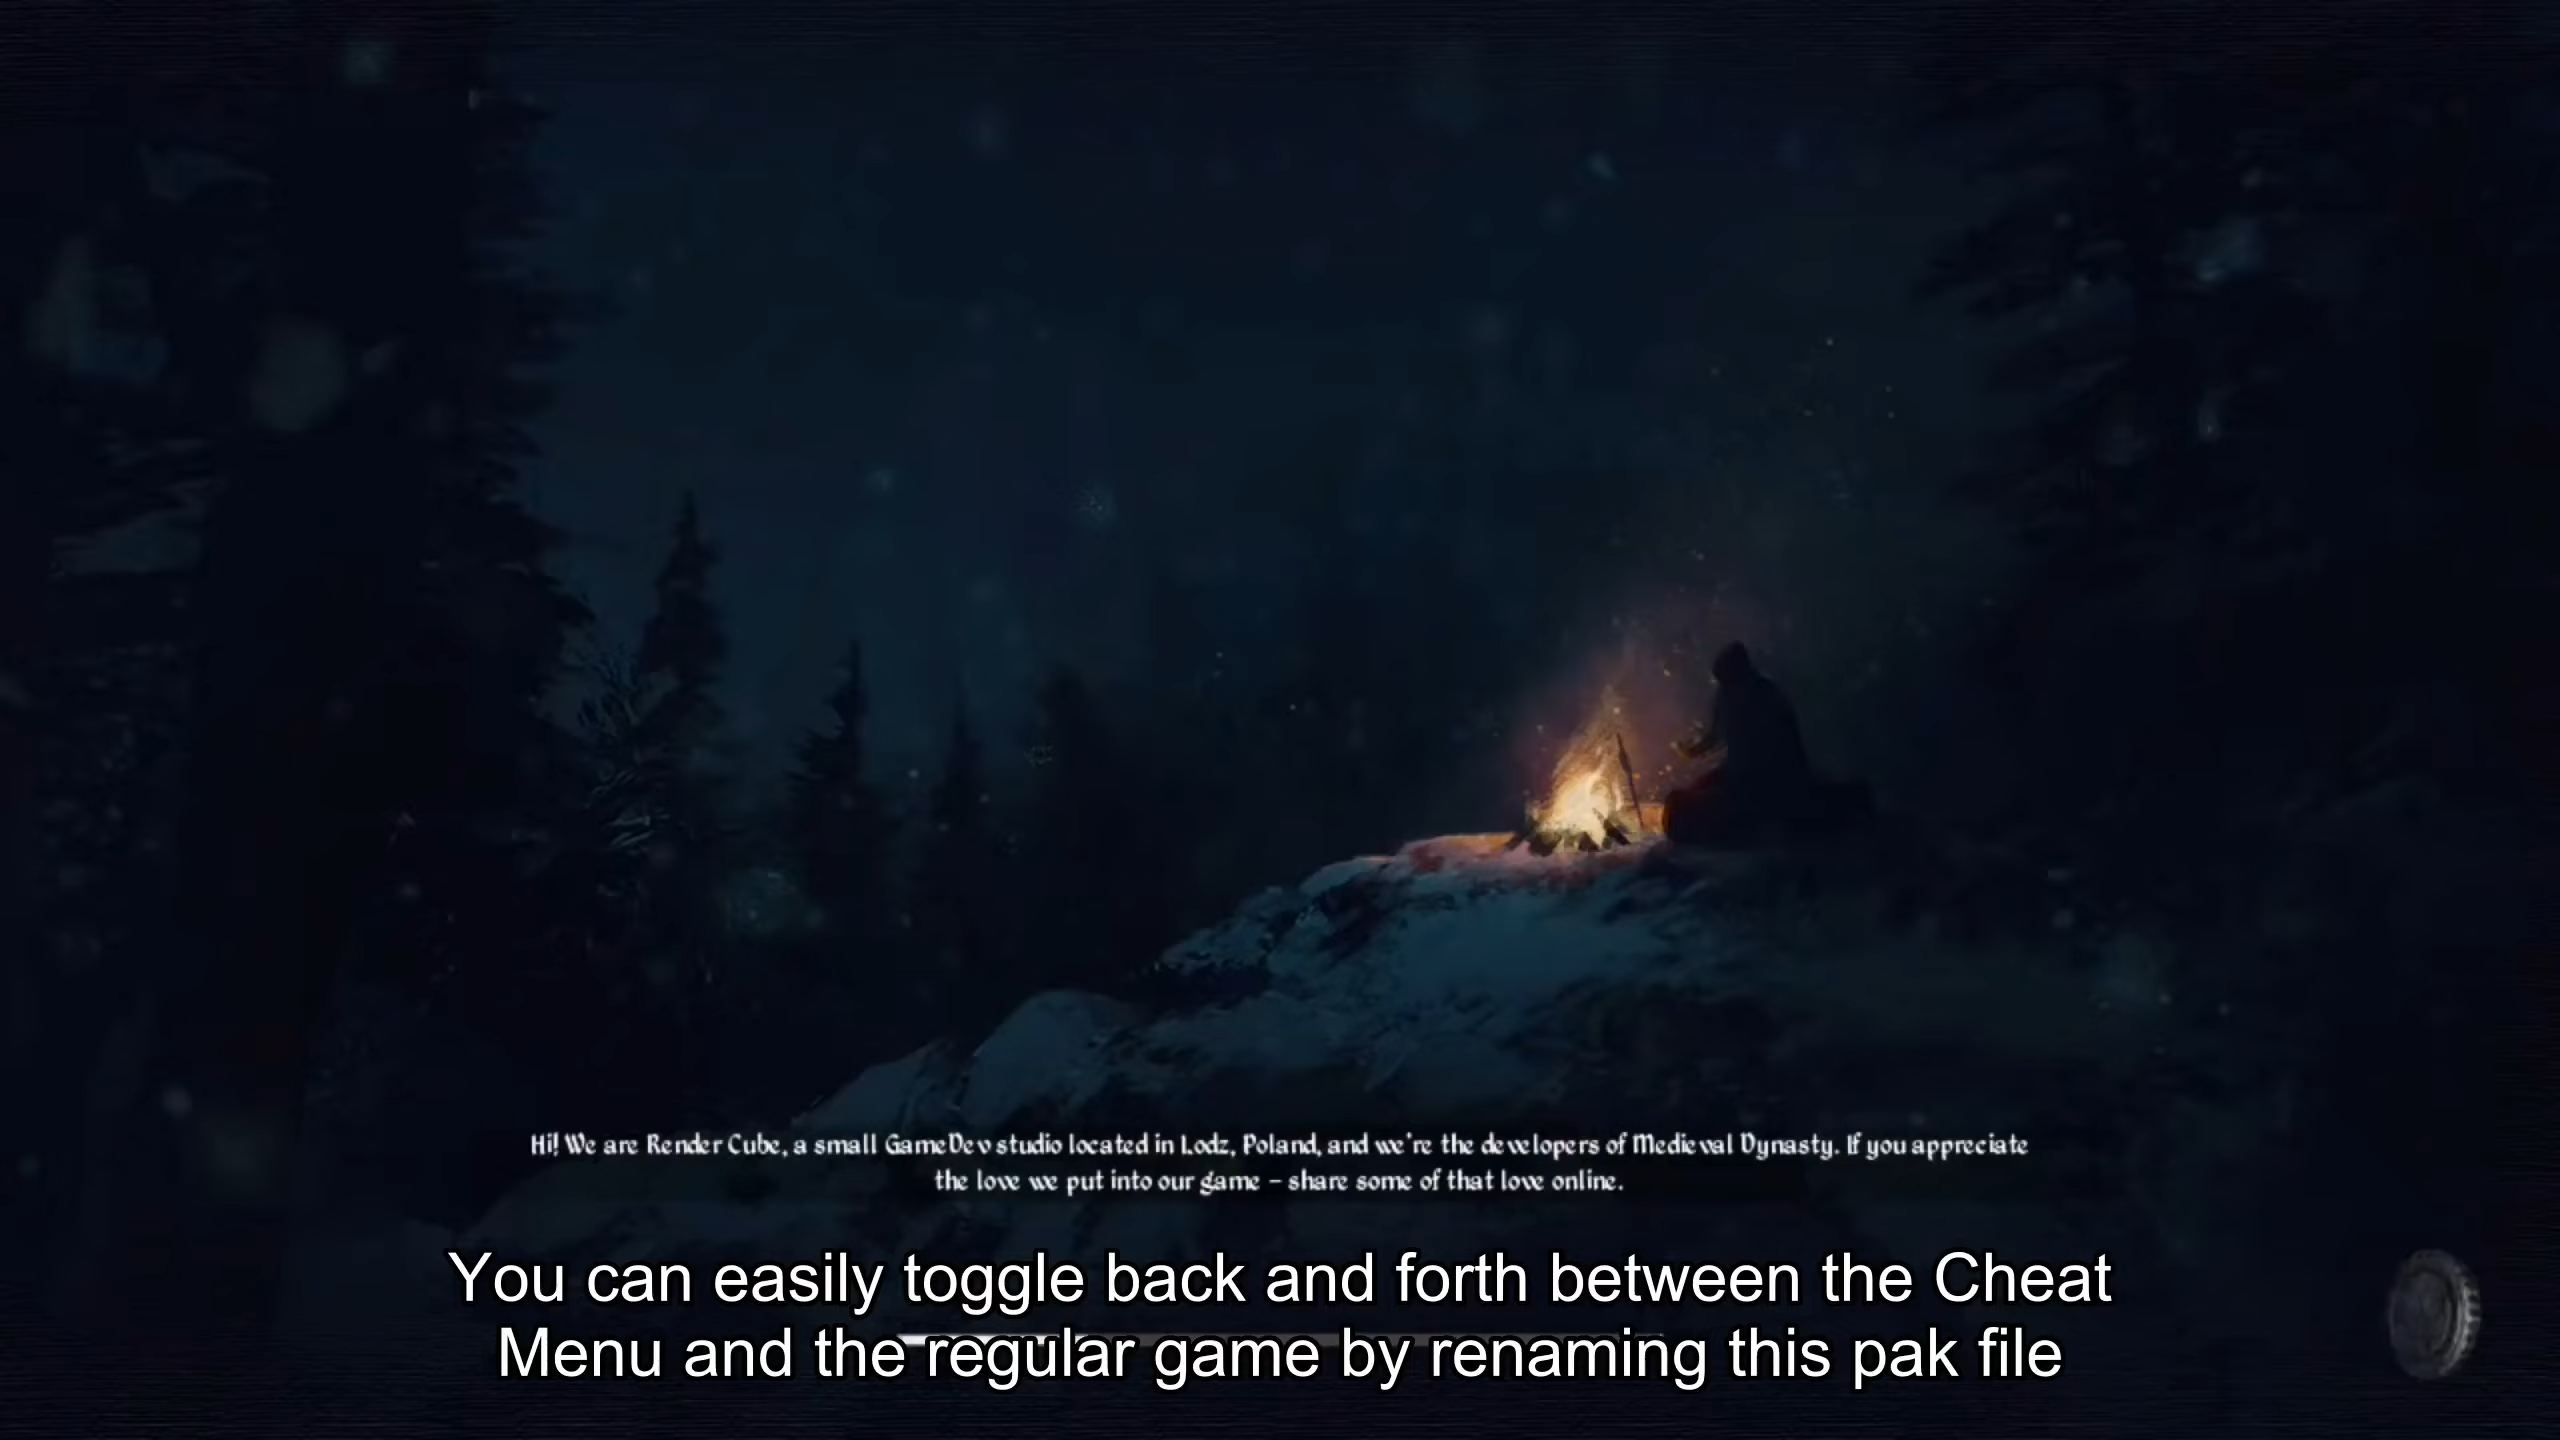 Hi! We are Render Cube, a small GameDev studio located in Lodz, Poland, and we're the developers of Medieval Dynasty. If you appreciate
the love we put into our game – share some of that love online.
You can easily toggle back and forth between the Cheat
Menu and the regular game by renaming this pak file